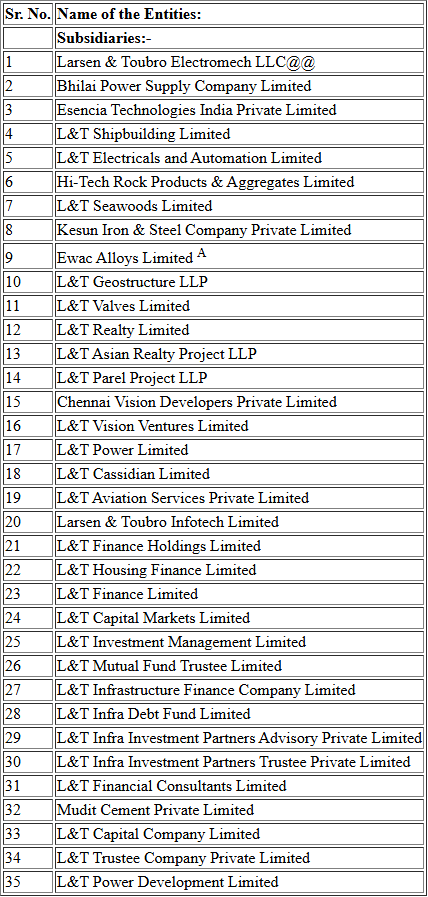 Sr. No. Name of the Entities:
Subsidiaries:-
1 Larsen & Toubro Electromech LLC@@
2 Bhilai Power Supply Company Limited
3 Esencia Technologies India Private Limited
4 L&T Shipbuilding Limited
5 L&T Electricals and Automation Limited
6 Hi-Tech Rock Products & Aggregates Limited
7 L&T Seawoods Limited
8 Kesun Iron & Steel Company Private Limited
9 Ewac Alloys Limited A
10 L&T Geostructure LLP
11 L&T Valves Limited
12 L&T Realty Limited
13 L&T Asian Realty Project LLP
14 L&T Parel Project LLP
15 Chennai Vision Developers Private Limited
16 L&T Vision Ventures Limited
17 L&T Power Limited
18 L&T Cassidian Limited
19 L&T Aviation Services Private Limited
20 Larsen & Toubro Infotech Limited
21 L&T Finance Holdings Limited
22 L&T Housing Finance Limited
23 L&T Finance Limited
24 L&T Capital Markets Limited
25 L&T Investment Management Limited
26 L&T Mutual Fund Trustee Limited
27 L&T Infrastructure Finance Company Limited
28 L&T Infra Debt Fund Limited
29 L&T Infra Investment Partners Advisory Private Limited
30 L&T Infra Investment Partners Trustee Private Limited
31 L&T Financial Consultants Limited
32 Mudit Cement Private Limited
33 L&T Capital Company Limited
34 L&T Trustee Company Private Limited
35 L&T Power Development Limited